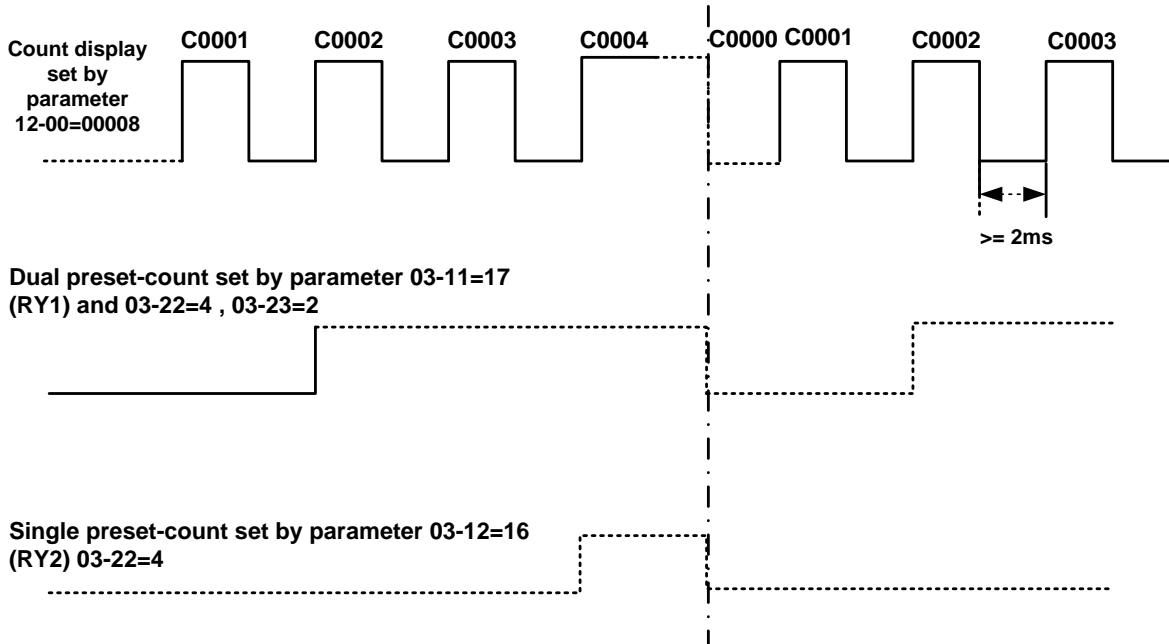 Count display
set by
parameter
12-00=00008
C0001 C0002 C0003 C0004 C0000 C0001 C0002 C0003
>= 2ms
Dual preset-count set by parameter 03-11=17
(RY1) and 03-22=4 , 03-23=2
Single preset-count set by parameter 03-12=16
(RY2) 03-22=4